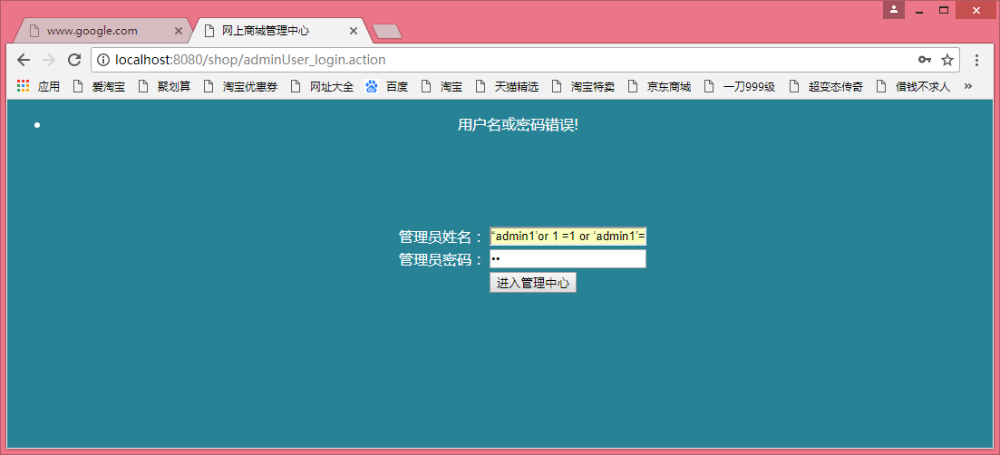 www.google.com 网上商城管理中心
localhost:8080/shop/adminUser_login.action
应用 爱淘宝 聚划算 淘宝优惠券 网址大全 百度 淘宝 天猫精选 淘宝特卖 京东商城 一刀999级 超变态传奇 借钱不求人 »
用户名或密码错误!
管理员姓名： “admin1’or 1 =1 or ‘admin1’=
管理员密码： ••
进入管理中心